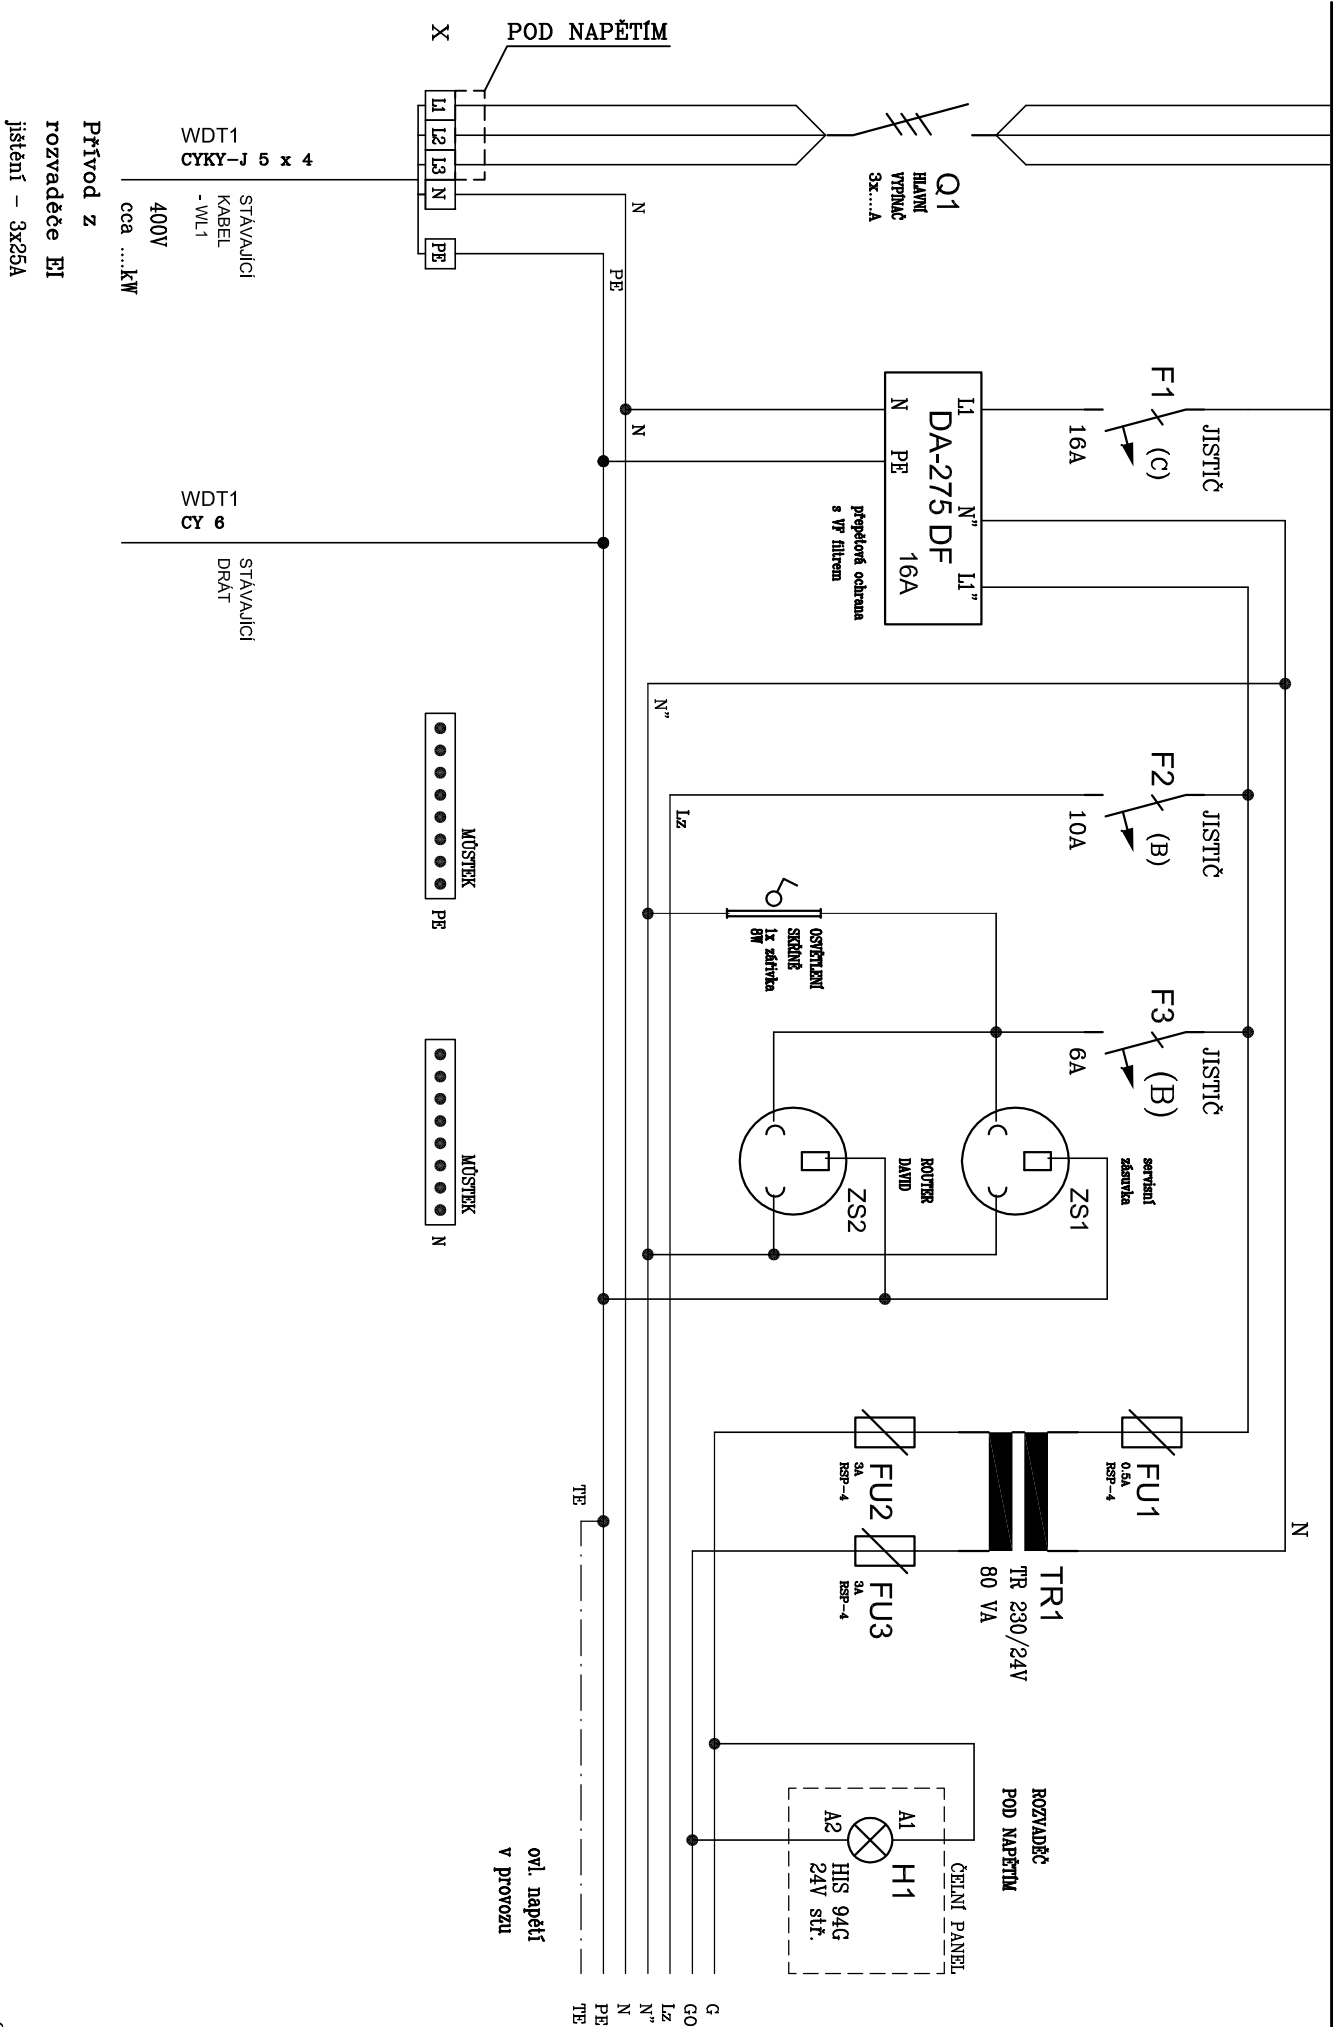 POD NAPĚTÍM
X
L1
L2
L3
N
PE
WDT1
CYKY-J 5 x 4
STÁVAJÍCÍ
KABEL
- WL1
400V
cca ....kW
Přívod z
rozvaděče EI
jištění - 3x25A
Q1
HLAVNÍ
VYPÍNAČ
3x....A
N
PE
F1
JISTIČ
(C)
16A
L1
N
PE
DA-275 DF
N"
L1"
16A
přepěťová ochrana
s VF filtrem
N
WDT1
CY 6
STÁVAJÍCÍ
DRÁT
N"
F2
JISTIČ
(B)
10A
Lz
MŮSTEK
PE
OSVĚTLENÍ
SKŘÍNĚ
1x zářivka
8W
F3
JISTIČ
(B)
6A
servisní
zásuvka
ZS1
ROUTER
DAVID
ZS2
MŮSTEK
N
N
FU1
0.5A
RSP-4
TR1
TR 230/24V
80 VA
FU2
3A
RSP-4
FU3
3A
RSP-4
TE
ROZVADĚČ
POD NAPĚTÍM
ČELNÍ PANEL
A1
A2
H1
HIS 94G
24V stř.
ovl. napětí
v provozu
G
GO
Lz
N"
N
PE
TE